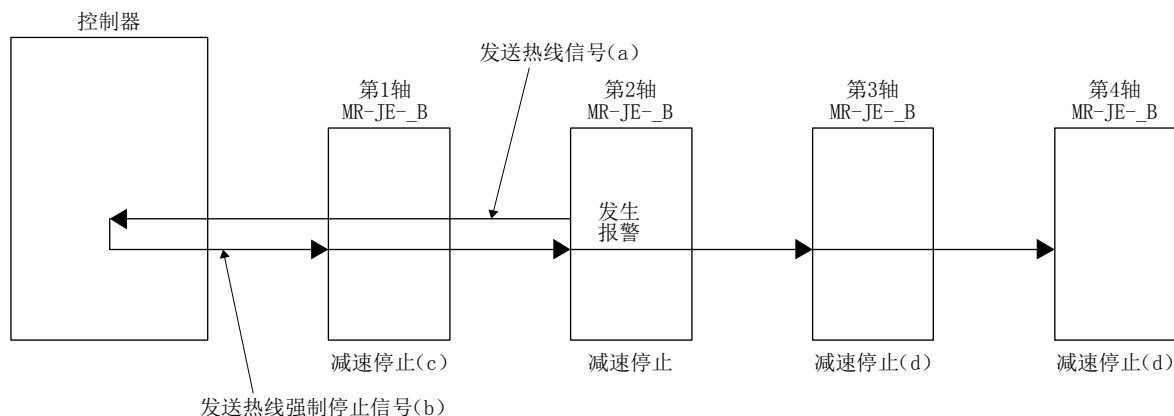 控制器
发送热线信号(a)
第1轴
MR-JE-_B
第2轴
MR-JE-_B
第3轴
MR-JE-_B
第4轴
MR-JE-_B
发生
报警
减速停止(c)
减速停止
减速停止(d)
减速停止(d)
发送热线强制停止信号(b)